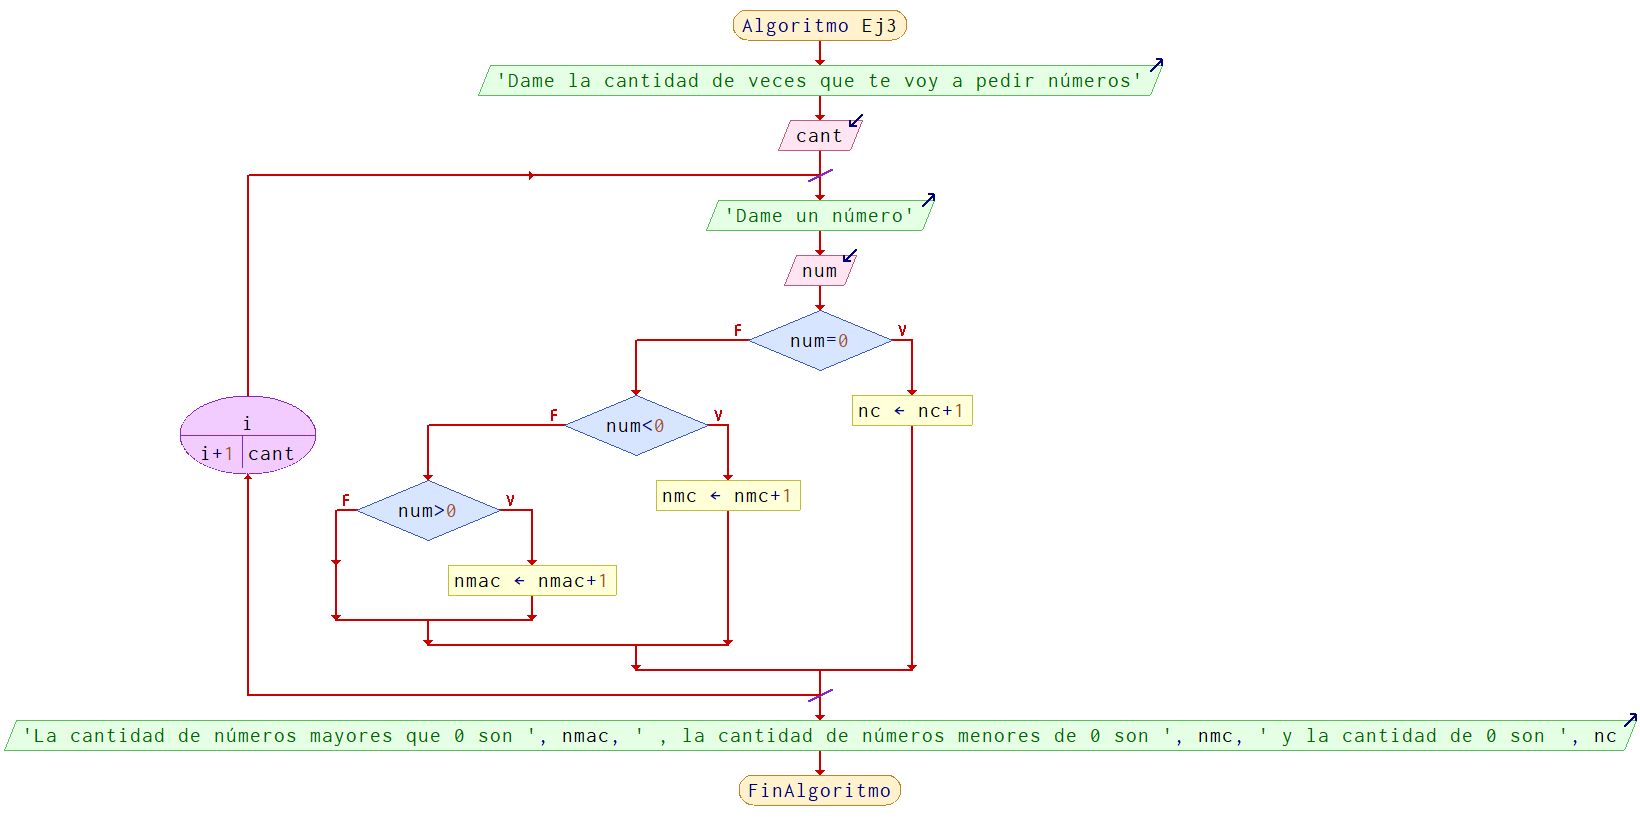 Algoritmo Ej3
'Dame la cantidad de veces que te voy a pedir números'
cant
'Dame un número'
num
F
V
num=0
nc ← nc+1
F
V
num<0
nmc ← nmc+1
i
i+1
cant
F
V
num>0
nmac ← nmac+1
'La cantidad de números mayores que 0 son ', nmac, ' , la cantidad de números menores de 0 son ', nmc, ' y la cantidad de 0 son ', nc
FinAlgoritmo